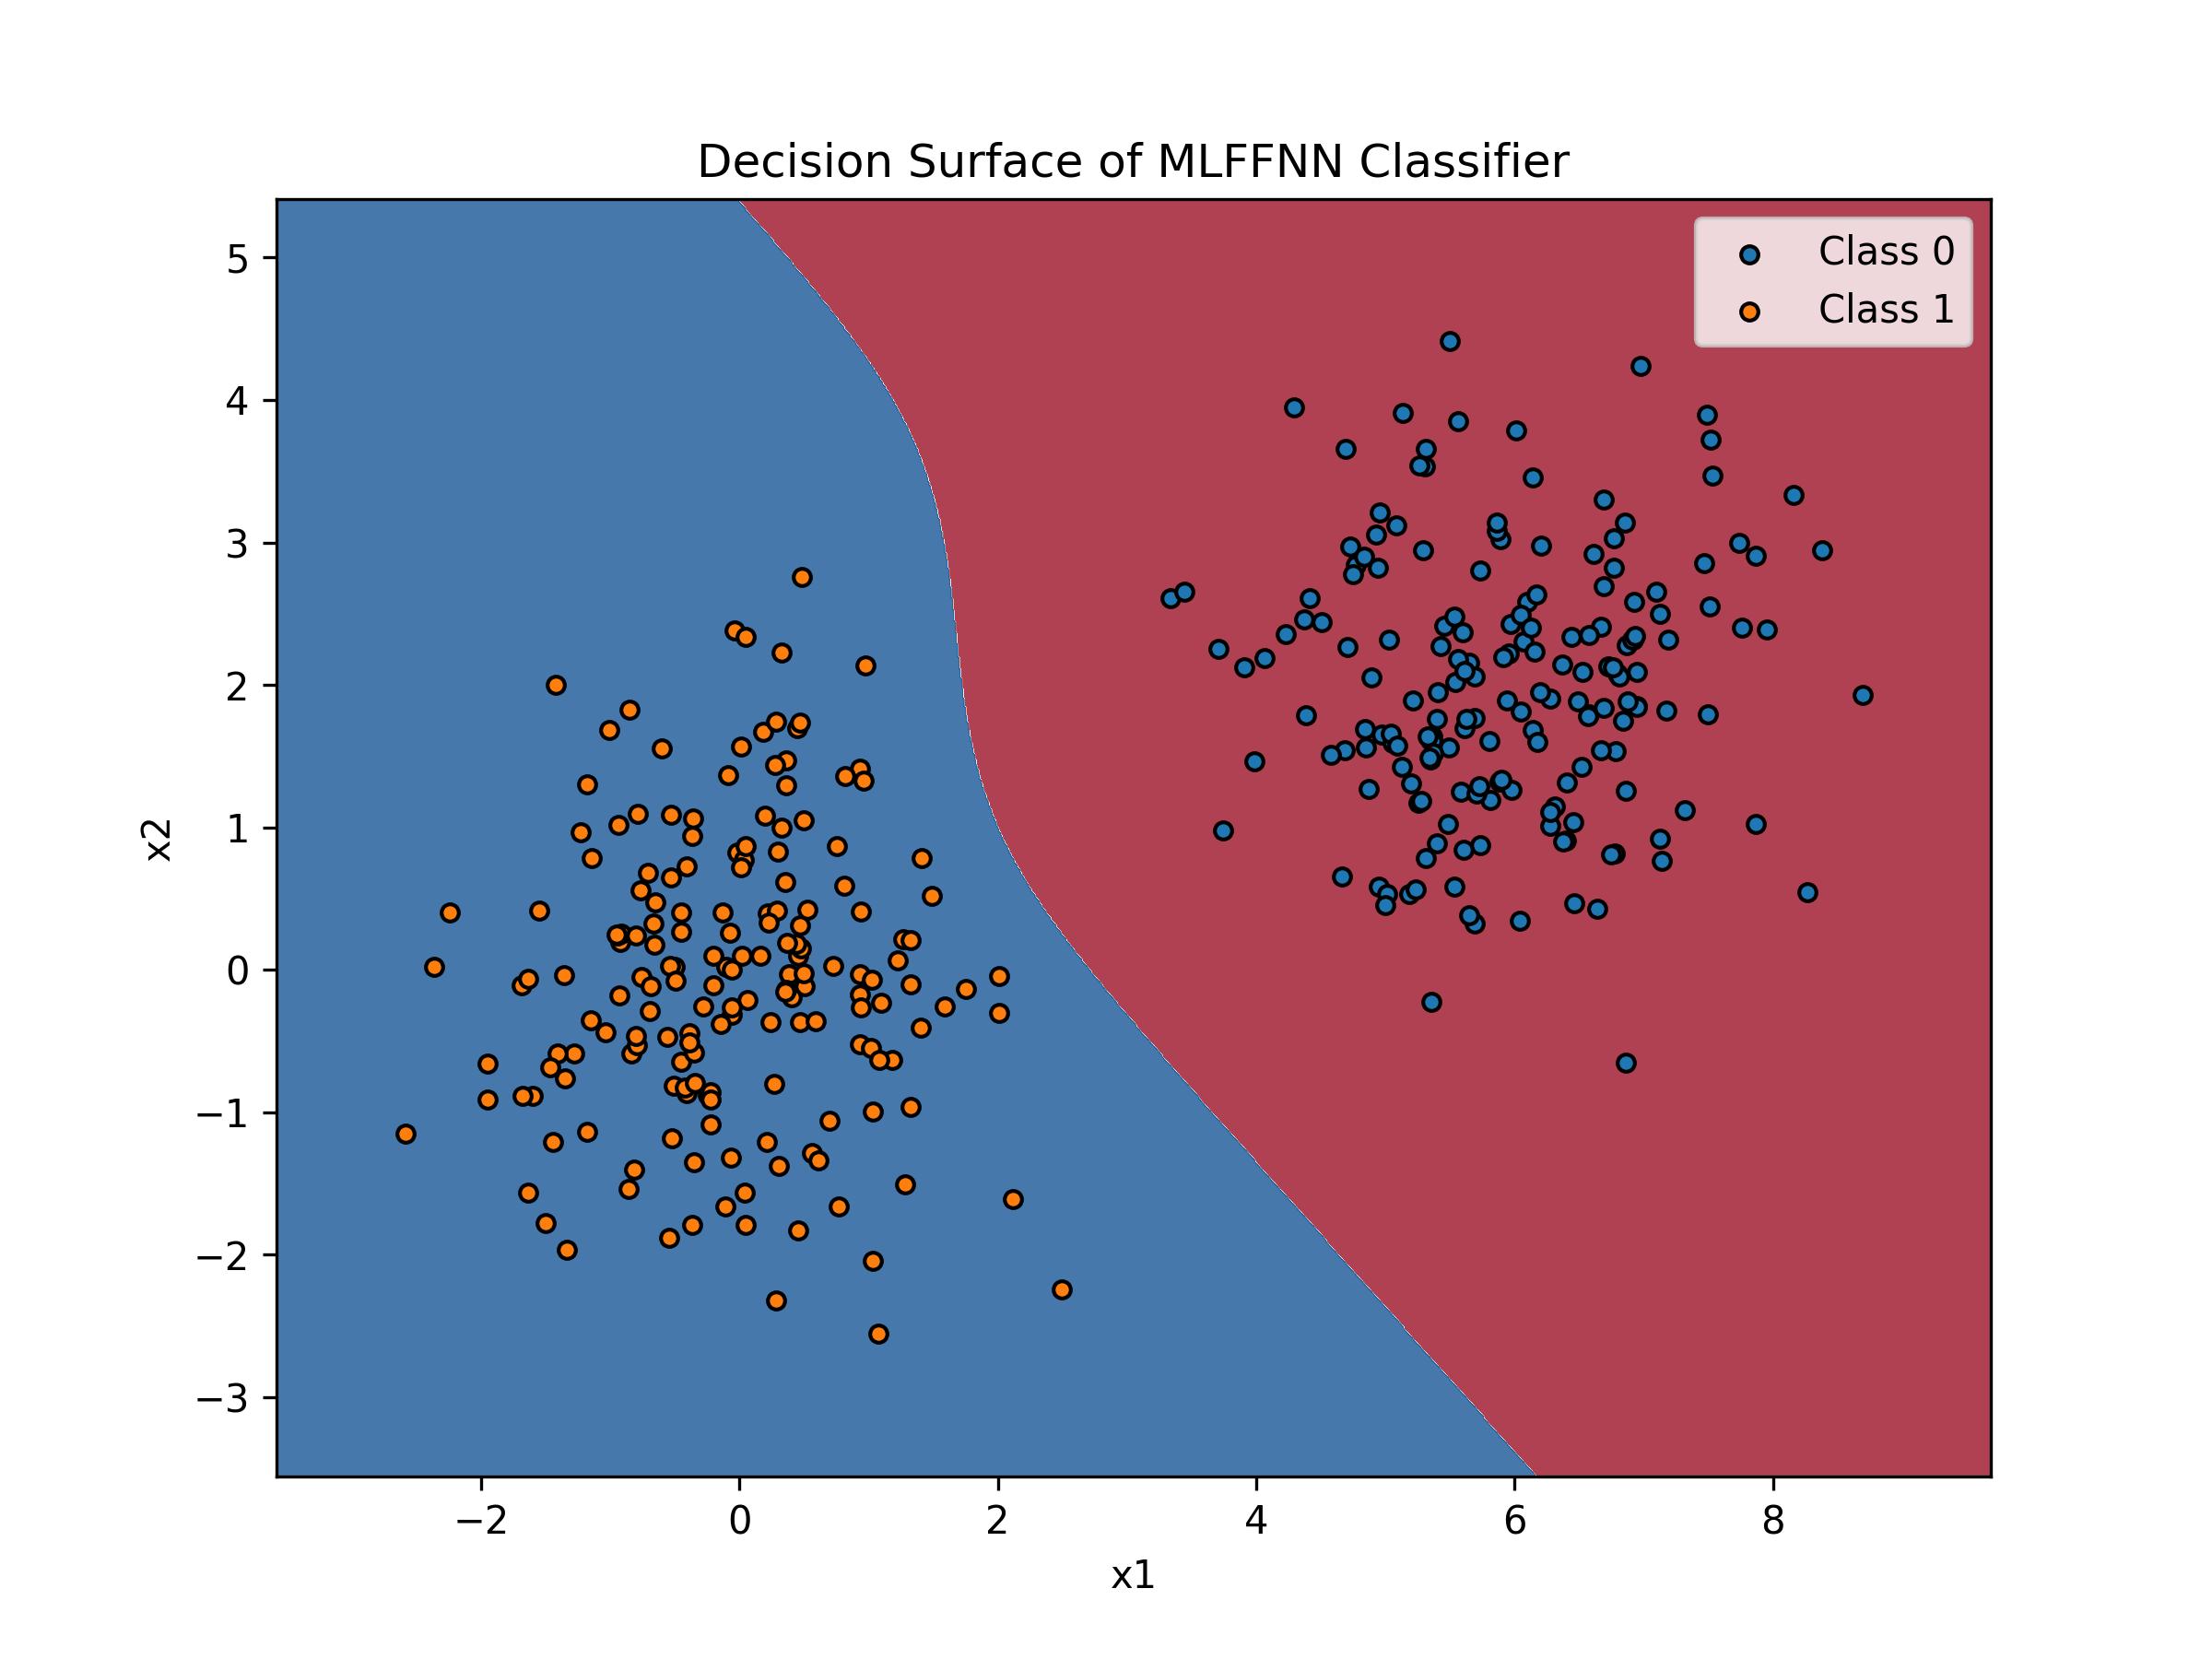 Decision Surface of MLFFNN Classifier
Class 0
Class 1
5
4
3
2
1
0
−1
−2
−3
x2
−2 0 2 4 6 8
x1